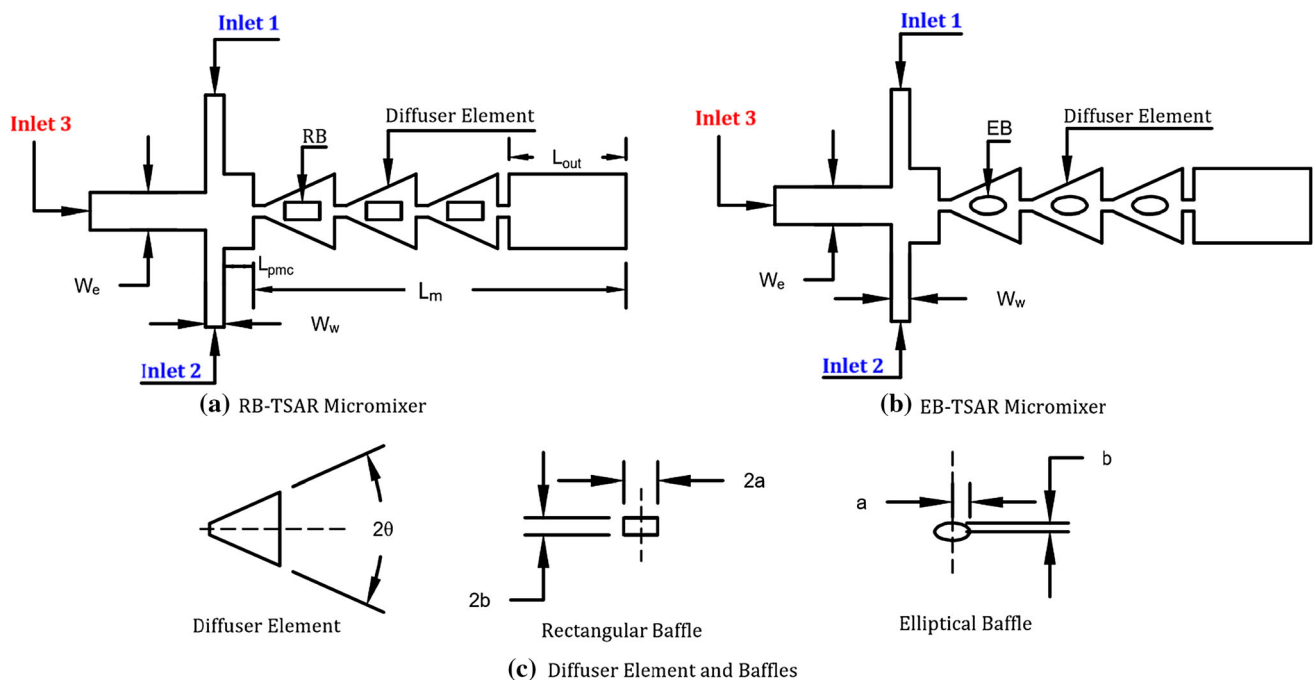 Inlet 1
Inlet 3
RB
Diffuser Element
Lout
We
Lpmc
Lm
Ww
Inlet 2
(a) RB-TSAR Micromixer
Inlet 1
Inlet 3
EB
Diffuser Element
We
Ww
Inlet 2
(b) EB-TSAR Micromixer
2θ
Diffuser Element
2a
2b
Rectangular Baffle
a
b
Elliptical Baffle
(c) Diffuser Element and Baffles